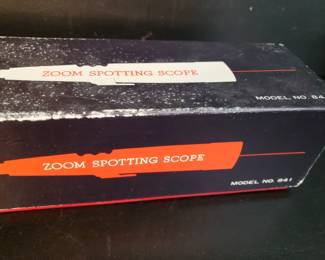 ZOOM SPOTTING SCOPE
MODEL NO. 84
ZOOM SPOTTING SCOPE
MODEL NO. 841